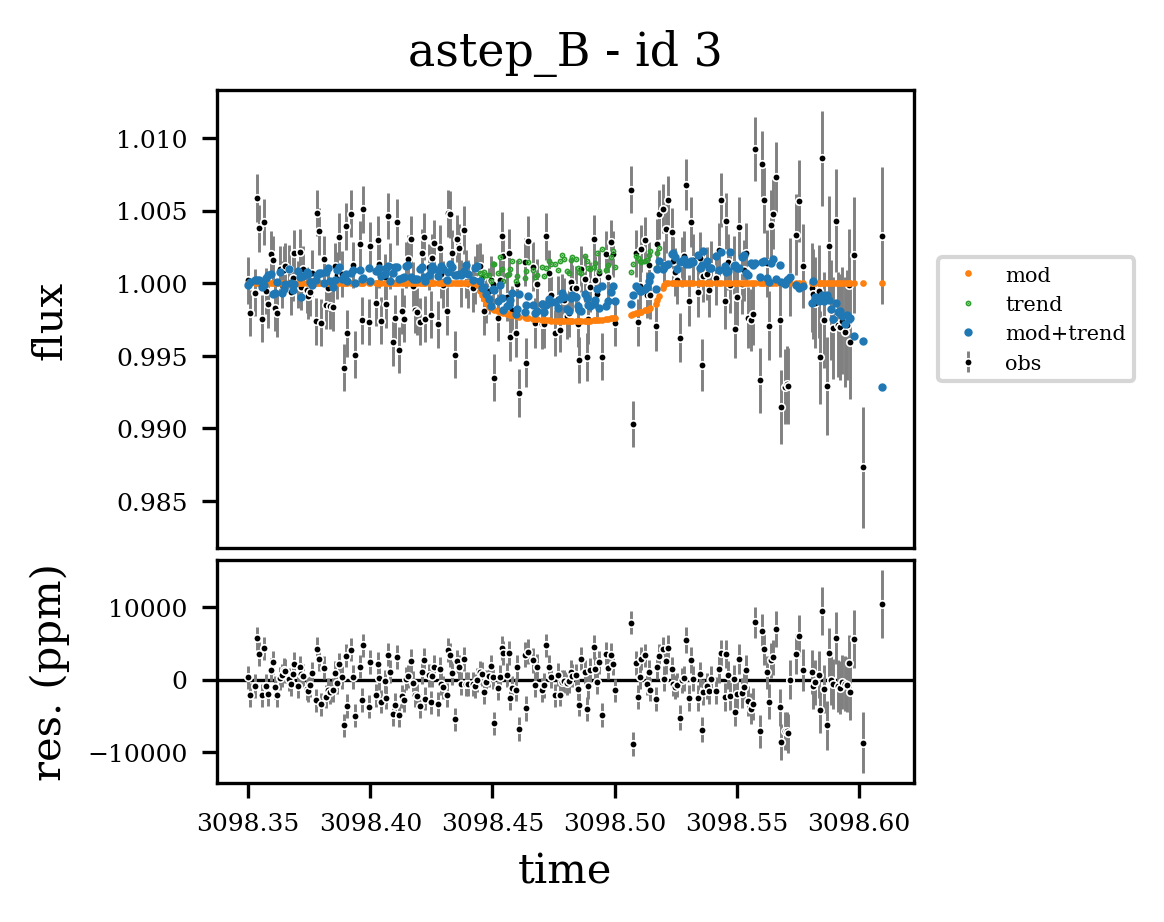 astep_B - id 3
flux
1.010
1.005
1.000
0.995
0.990
0.985
mod
trend
mod+trend
obs
res. (ppm)
10000
0
−10000
3098.35 3098.40 3098.45 3098.50 3098.55 3098.60
time